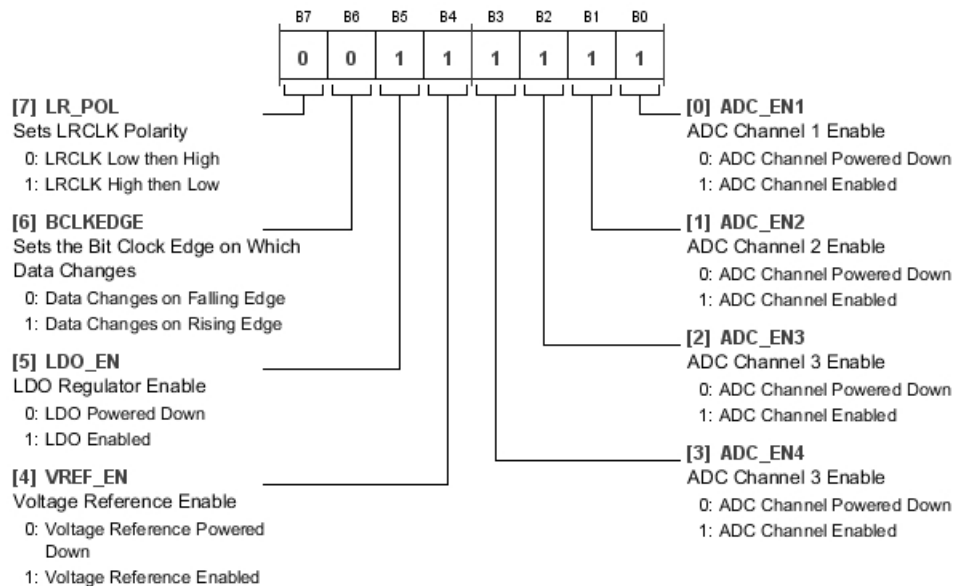 B7 B6 B5 B4 B3 B2 B1 B0
0 0 1 1 1 1 1 1
[7] LR_POL
Sets LRCLK Polarity
0: LRCLK Low then High
1: LRCLK High then Low
[6] BCLKEDGE
Sets the Bit Clock Edge on Which
Data Changes
0: Data Changes on Falling Edge
1: Data Changes on Rising Edge
[5] LDO_EN
LDO Regulator Enable
0: LDO Powered Down
1: LDO Enabled
[4] VREF_EN
Voltage Reference Enable
0: Voltage Reference Powered
Down
1: Voltage Reference Enabled
[0] ADC_EN1
ADC Channel 1 Enable
0: ADC Channel Powered Down
1: ADC Channel Enabled
[1] ADC_EN2
ADC Channel 2 Enable
0: ADC Channel Powered Down
1: ADC Channel Enabled
[2] ADC_EN3
ADC Channel 3 Enable
0: ADC Channel Powered Down
1: ADC Channel Enabled
[3] ADC_EN4
ADC Channel 3 Enable
0: ADC Channel Powered Down
1: ADC Channel Enabled